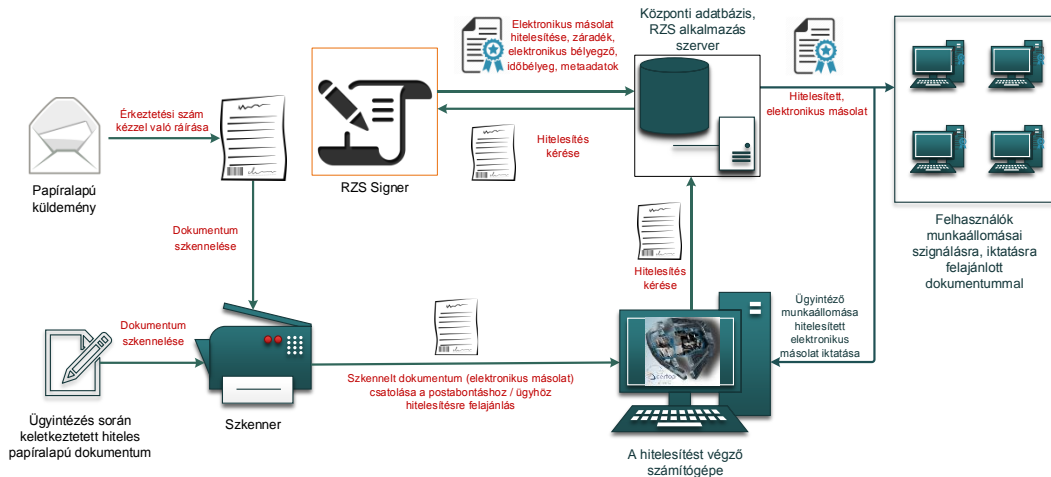 Elektronikus másolat
hitelesítése, záradék,
elektronikus bélyegző,
időbélyeg, metaadatok
Központi adatbázis,
RZS alkalmazás
szerver
Érkeztetési szám
kézzel való ráírása
Hitelesítés
kérése
Hitelesített,
elektronikus másolat
Papíralapú
küldemény
RZS Signer
Felhasználók
munkaállomásai
szignálásra, iktatásra
felajánlott
dokumentummal
Dokumentum
szkennelése
Hitelesítés
kérése
Dokumentum
szkennelése
Ügyintéző
munkaállomása
hitelesített
elektronikus
másolat iktatása
Szkennelt dokumentum (elektronikus másolat)
csatolása a postabontáshoz / ügyhöz
hitelesítésre felajánlás
Ügyintézés során
keletkeztetett hiteles
papíralapú dokumentum
Szkenner
A hitelesítést végző
számítógépe